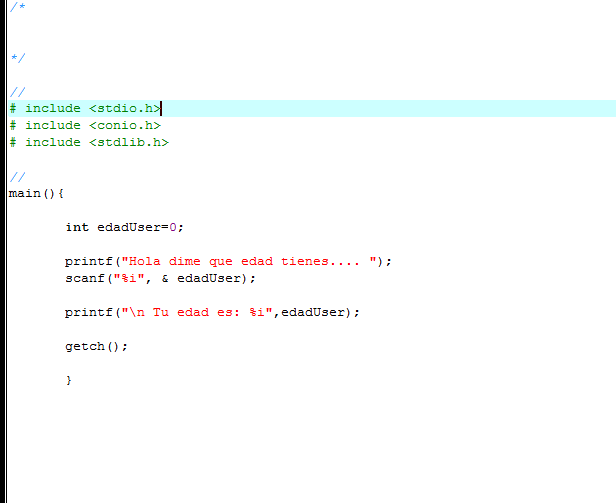 /*
*/
//
# include <stdio.h>
# include <conio.h>
# include <stdlib.h>
//
main(){
int edadUser=0;
printf("Hola dime que edad tienes.... ");
scanf("%i", & edadUser);
printf("\n Tu edad es: %i",edadUser);
getch();
}